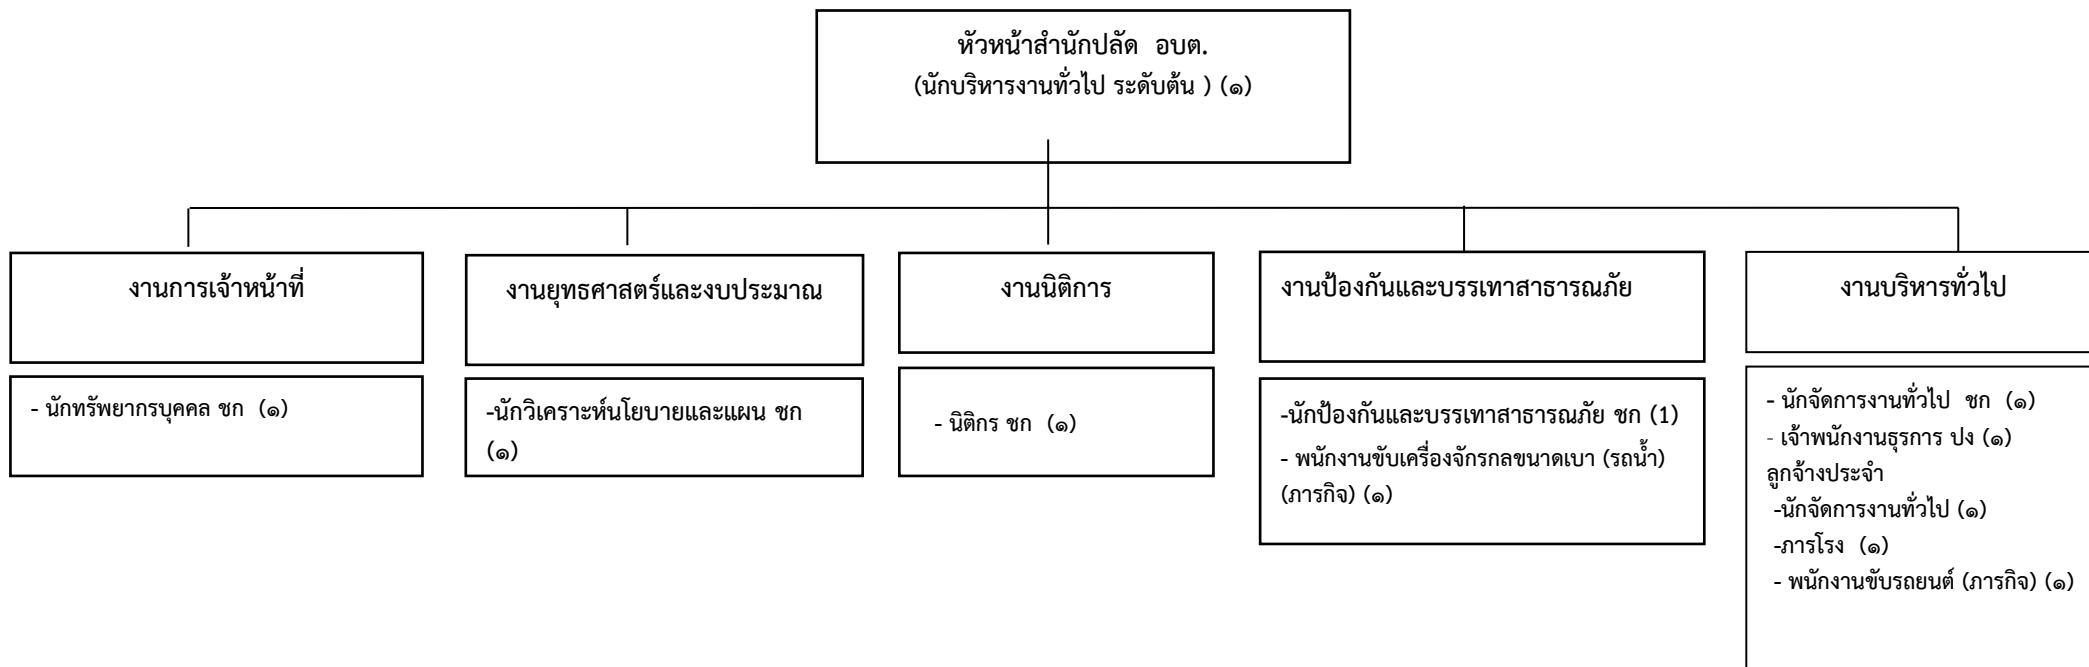 หัวหน้าสำนักปลัด อบต.
(นักบริหารงานทั่วไป ระดับต้น ) (๑)
งานการเจ้าหน้าที่
- นักทรัพยากรบุคคล ชก (๑)
งานยุทธศาสตร์และงบประมาณ
-นักวิเคราะห์นโยบายและแผน ชก
(๑)
งานนิติการ
- นิติกร ชก (๑)
งานป้องกันและบรรเทาสาธารณภัย
-นักป้องกันและบรรเทาสาธารณภัย ชก (1)
- พนักงานขับเครื่องจักรกลขนาดเบา (รถน้ำ)
(ภารกิจ) (๑)
งานบริหารทั่วไป
- นักจัดการงานทั่วไป ชก (๑)
- เจ้าพนักงานธุรการ ปง (๑)
ลูกจ้างประจำ
-นักจัดการงานทั่วไป (๑)
-ภารโรง (๑)
- พนักงานขับรถยนต์ (ภารกิจ) (๑)